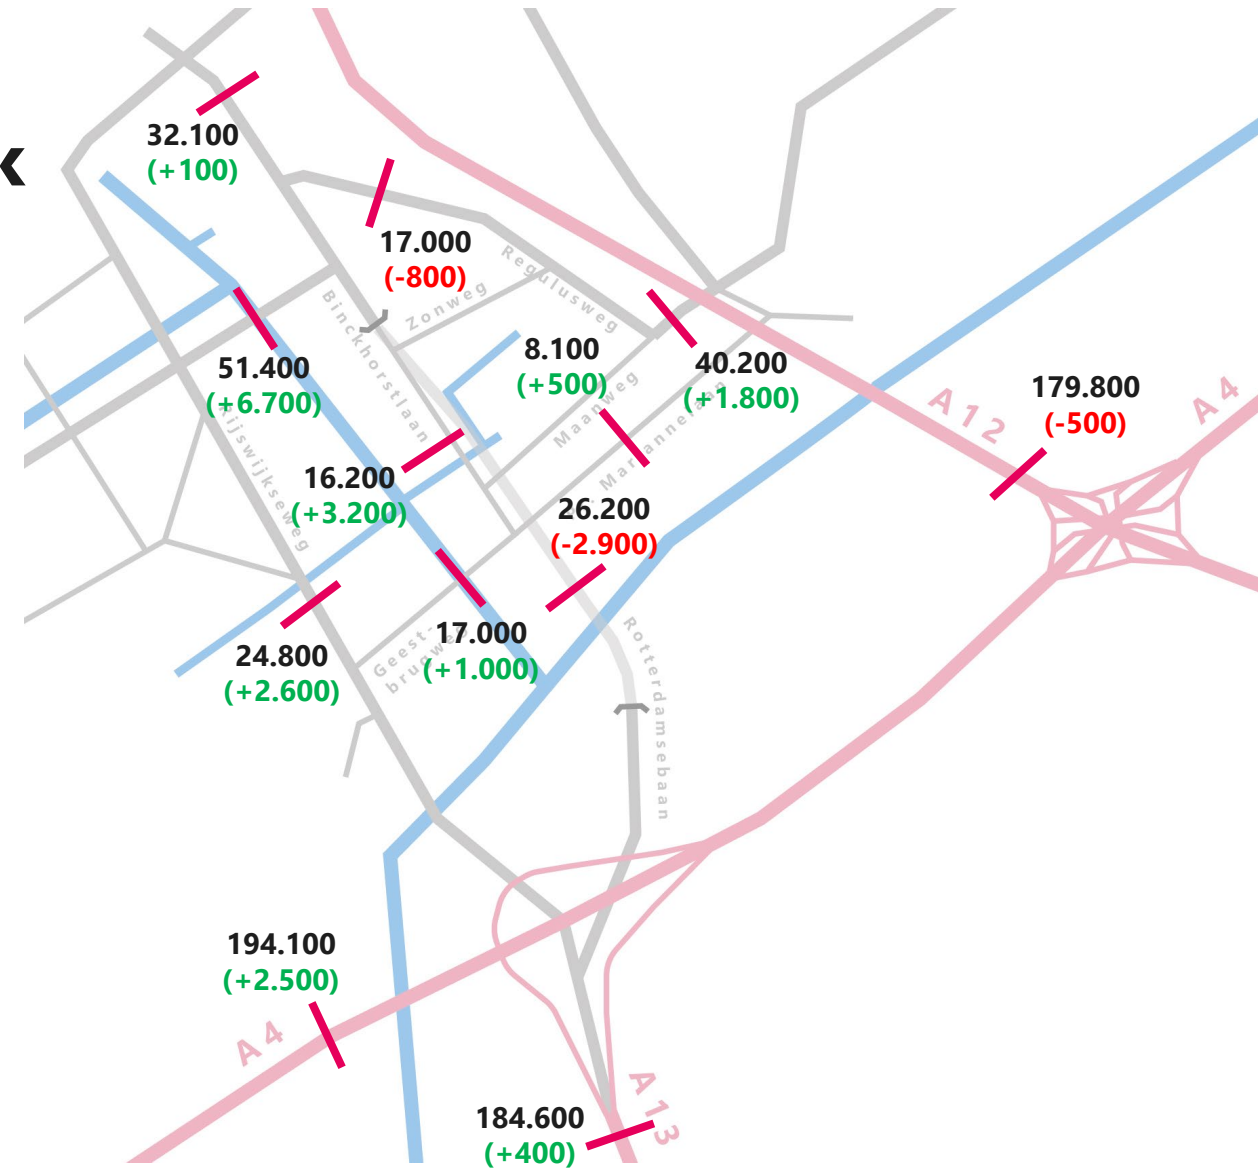 32.100
(+100)
17.000
(-800)
Regulusweg
Zonweg
Binckhorstlaan
8.100
(+500)
40.200
(+1.800)
51.400
(+6.700)
Maanweg
A12
179.800
(-500)
A4
Rijswijkseweg
16.200
(+3.200)
26.200
(-2.900)
24.800
(+2.600)
Geest-
brugweg
17.000
(+1.000)
Rotterdamsebaan
194.100
(+2.500)
A4
A13
184.600
(+400)